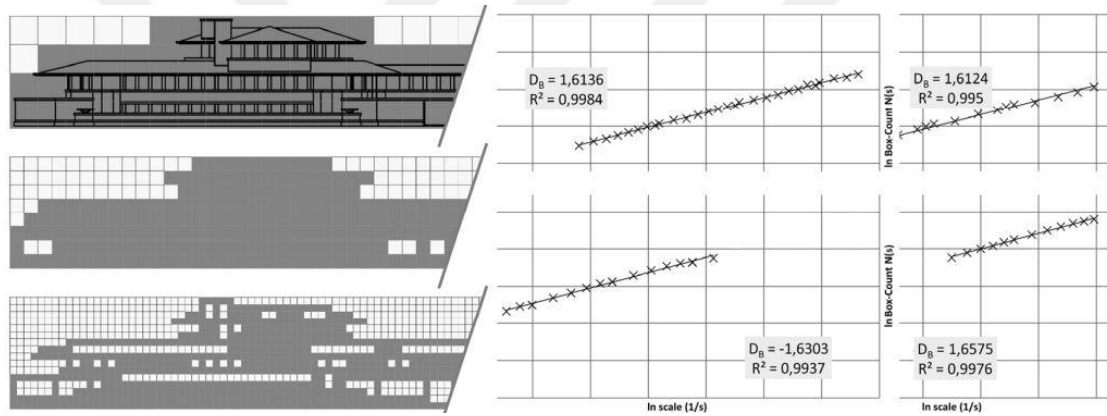 D_B = 1,6136
R² = 0,9984
ln Box-Count N(s)
D_B = 1,6124
R² = 0,995
D_B = -1,6303
R² = 0,9937
ln scale (1/s)
ln Box-Count N(s)
D_B = 1,6575
R² = 0,9976
ln scale (1/s)